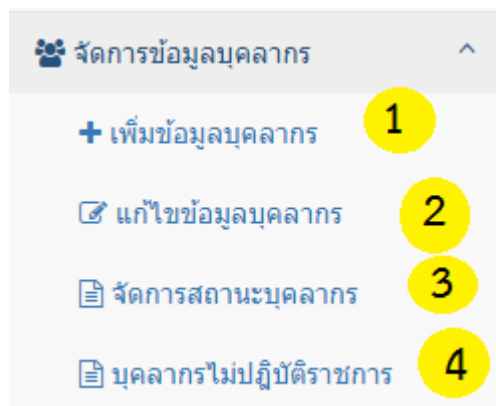 จัดการข้อมูลบุคลากร
เพิ่มข้อมูลบุคลากร 1
แก้ไขข้อมูลบุคลากร 2
จัดการสถานะบุคลากร 3
บุคลากรไม่ปฏิบัติราชการ 4